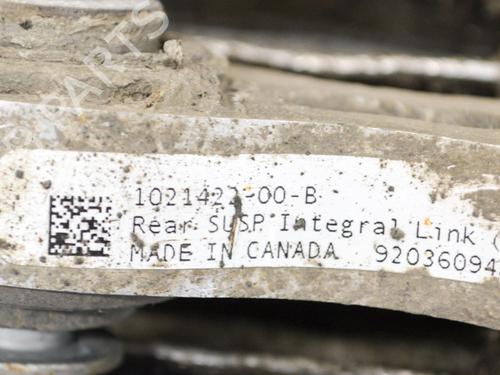 1021422-00-B
Rear SUSP Integral Link (
MADE IN CANADA 92036094